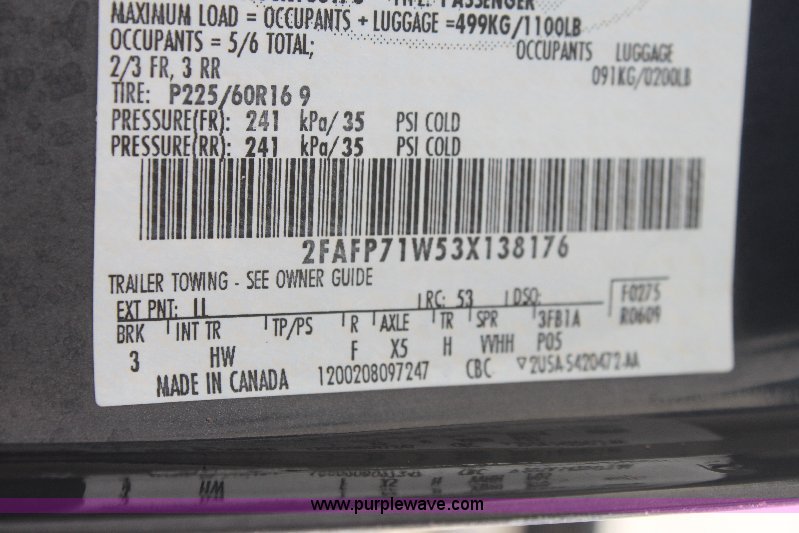 PASSENGER
MAXIMUM LOAD = OCCUPANTS + LUGGAGE =499KG/1100LB
OCCUPANTS = 5/6 TOTAL; OCCUPANTS LUGGAGE
2/3 FR, 3 RR 091KG/0200LB
TIRE: P225/60R16 9
PRESSURE(FR): 241 kPa/35 PSI COLD
PRESSURE(RR): 241 kPa/35 PSI COLD
2FAFP71W53X138176
TRAILER TOWING - SEE OWNER GUIDE
EXT PNT: RC: 53 DSO: F0275
BRK INT TR TP/PS R AXLE TR SPR 3FB1A R0609
3 HW F X5 H VVHH P05
MADE IN CANADA 1200208097247 CBC ▽2USA-5420472-AA
www.purplewave.com